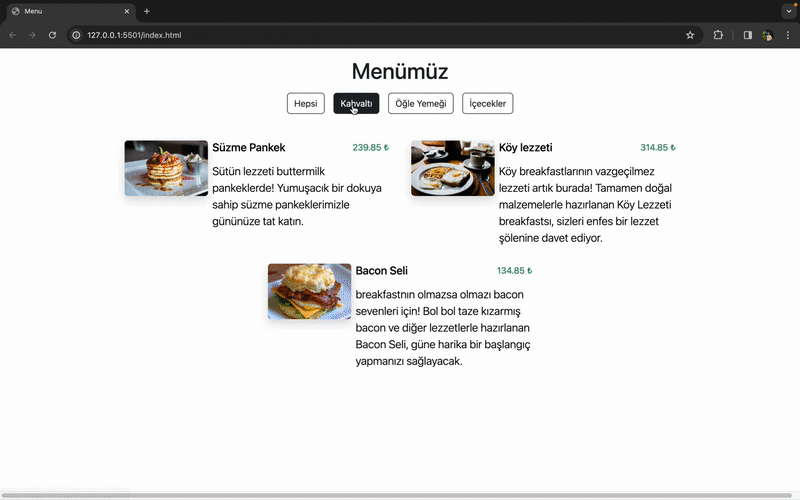 Menu
127.0.0.1:5501/index.html
Menümüz
Hepsi Kahvaltı Öğle Yemeği İçecekler
Süzme Pankek 239.85 ₺
Sütün lezzeti buttermilk
pankeklerde! Yumuşacık bir dokuya
sahip süzme pankeklerimizle
gününüze tat katın.
Köy lezzeti 314.85 ₺
Köy breakfastlarının vazgeçilmez
lezzeti artık burada! Tamamen doğal
malzemelerle hazırlanan Köy Lezzeti
breakfastsı, sizleri enfes bir lezzet
şölenine davet ediyor.
Bacon Seli 134.85 ₺
breakfastnın olmazsa olmazı bacon
sevenleri için! Bol bol taze kızarmış
bacon ve diğer lezzetlerle hazırlanan
Bacon Seli, güne harika bir başlangıç
yapmanızı sağlayacak.